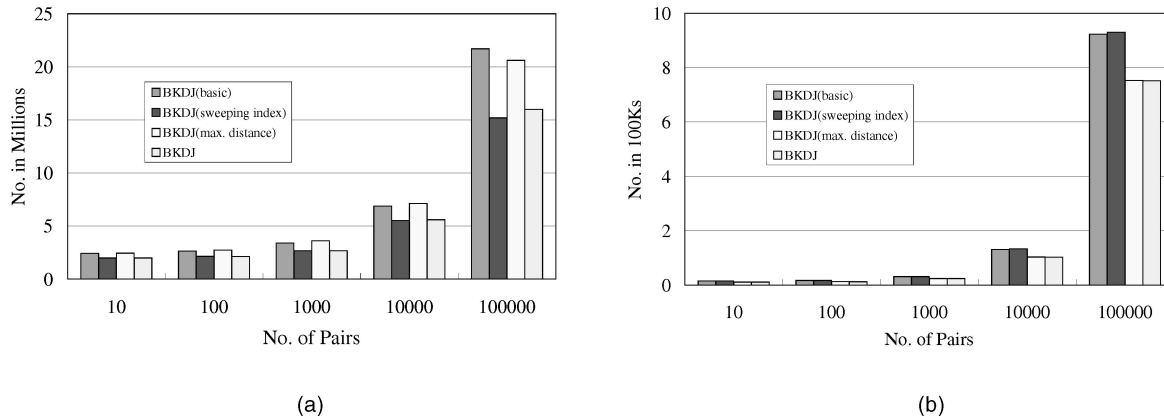 25
20
15
10
5
0
No. in Millions
BKDJ(basic)
BKDJ(sweeping index)
BKDJ(max. distance)
BKDJ
10 100 1000 10000 100000
No. of Pairs
(a)
10
8
6
4
2
0
No. in 100Ks
BKDJ(basic)
BKDJ(sweeping index)
BKDJ(max. distance)
BKDJ
10 100 1000 10000 100000
No. of Pairs
(b)